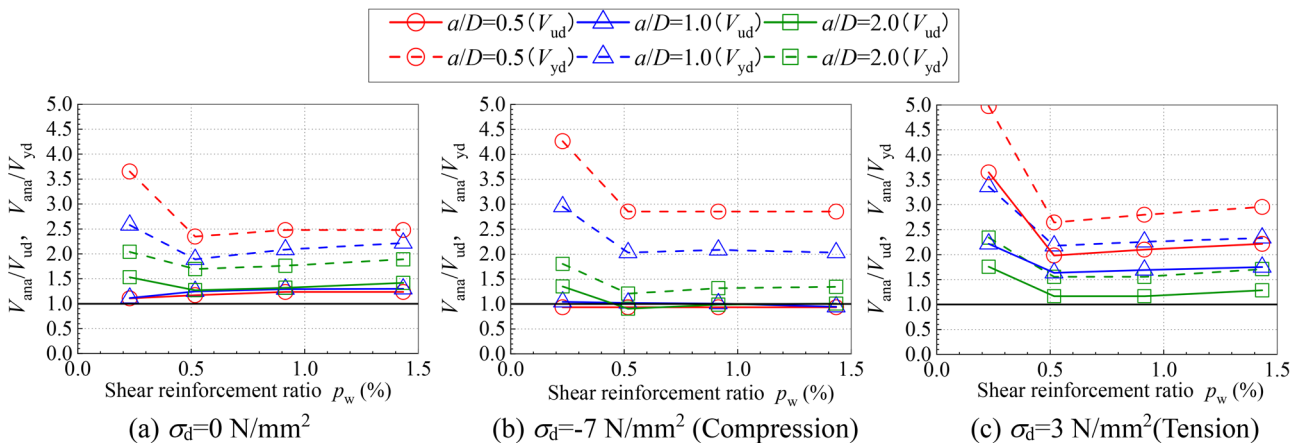 a/D=0.5（Vud） a/D=1.0（Vud） a/D=2.0（Vud）
a/D=0.5（Vyd） a/D=1.0（Vyd） a/D=2.0（Vyd）
Vana/Vud, Vana/Vyd
5.0
4.5
4.0
3.5
3.0
2.5
2.0
1.5
1.0
0.5
0.0
0.0 0.5 1.0 1.5
Shear reinforcement ratio pw (%)
(a) σd=0 N/mm²
Vana/Vud, Vana/Vyd
5.0
4.5
4.0
3.5
3.0
2.5
2.0
1.5
1.0
0.5
0.0
0.0 0.5 1.0 1.5
Shear reinforcement ratio pw (%)
(b) σd=-7 N/mm² (Compression)
Vana/Vud, Vana/Vyd
5.0
4.5
4.0
3.5
3.0
2.5
2.0
1.5
1.0
0.5
0.0
0.0 0.5 1.0 1.5
Shear reinforcement ratio pw (%)
(c) σd=3 N/mm²(Tension)